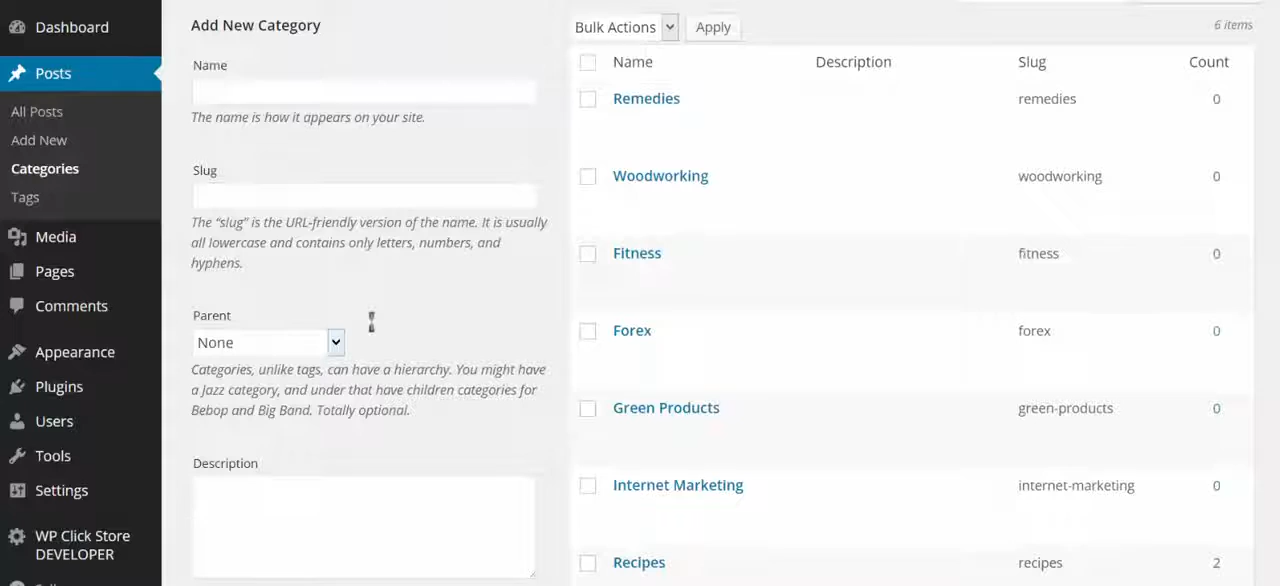 Dashboard
Posts
All Posts
Add New
Categories
Tags
Media
Pages
Comments
Appearance
Plugins
Users
Tools
Settings
WP Click Store
DEVELOPER
Add New Category
Name
The name is how it appears on your site.
Slug
The “slug” is the URL-friendly version of the name. It is usually
all lowercase and contains only letters, numbers, and
hyphens.
Parent
None
Categories, unlike tags, can have a hierarchy. You might have
a Jazz category, and under that have children categories for
Bebop and Big Band. Totally optional.
Description
Bulk Actions Apply 6 items
Name Description Slug Count
Remedies remedies 0
Woodworking woodworking 0
Fitness fitness 0
Forex forex 0
Green Products green-products 0
Internet Marketing internet-marketing 0
Recipes recipes 2